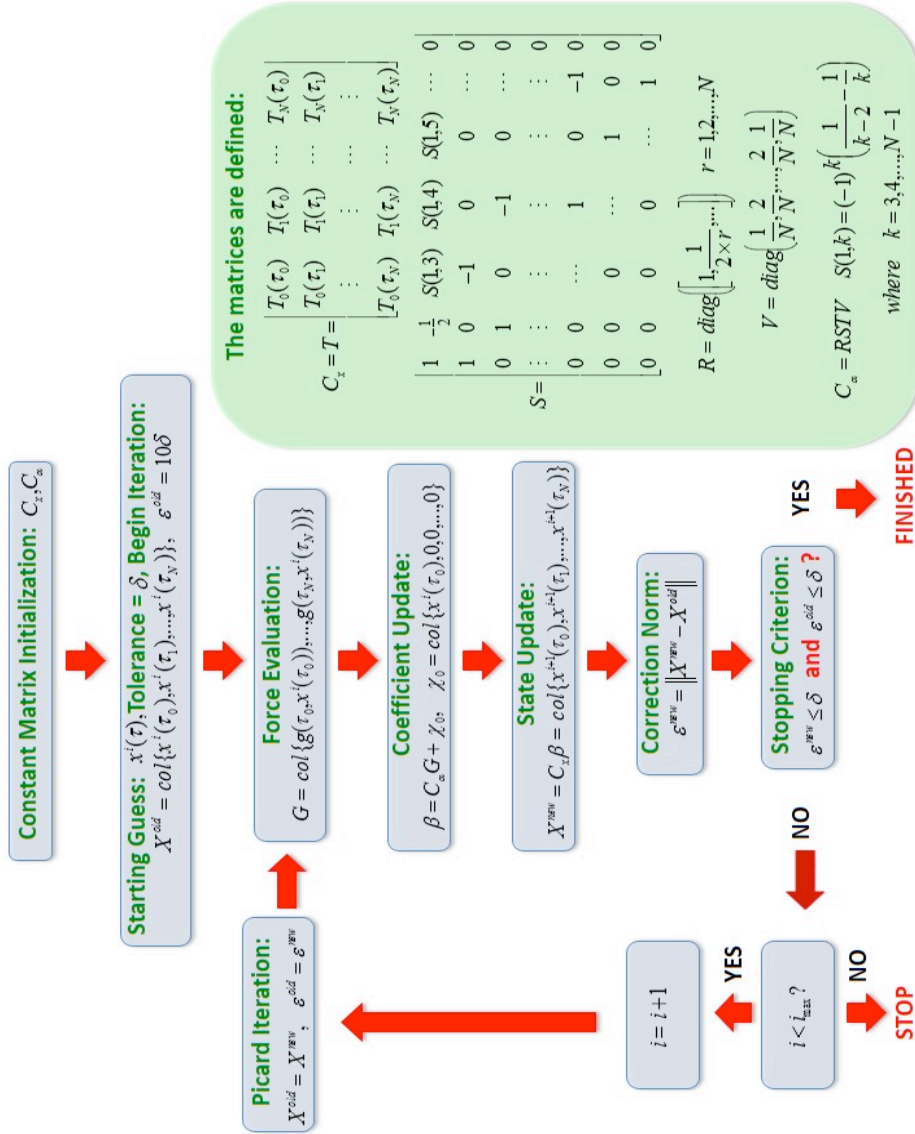 Constant Matrix Initialization: C_x, C_α
Starting Guess: x^i(τ), Tolerance = δ, Begin Iteration:
X^old = col{x^i(τ_0), x^i(τ_1),..., x^i(τ_N)}, ε^old = 10δ
Picard Iteration:
X^old = X^new, ε^old = ε^new
Force Evaluation:
G = col{g(τ_0, x^i(τ_0)),...., g(τ_N, x^i(τ_N))}
Coefficient Update:
β = C_α G + χ_0, χ_0 = col{x^i(τ_0),0,0,...,0}
State Update:
X^new = C_x β = col{x^{i+1}(τ_0), x^{i+1}(τ_1),..., x^{i+1}(τ_N)}
Correction Norm:
ε^new = ||X^new − X^old||
Stopping Criterion:
ε^new ≤ δ and ε^old ≤ δ ?
YES
FINISHED
NO
i < i_max ?
YES
i = i + 1
NO
STOP
The matrices are defined:
C_x = T =
T_0(τ_0) T_1(τ_0) ⋯ T_N(τ_0)
T_0(τ_1) T_1(τ_1) ⋯ T_N(τ_1)
⋮ ⋮ ⋯ ⋮
T_0(τ_N) T_1(τ_N) T_N(τ_N)
S =
1 −1/2 S(1,3) S(1,4) S(1,5) ⋯ 0
1 0 −1 0 0 ⋯ 0
0 1 0 −1 0 ⋯ 0
⋮ ⋮ ⋮ ⋮ ⋮ 0
0 0 ⋯ 1 0 −1 0
0 0 0 ⋯ 1 0 0
0 0 0 0 ⋯ 1 0
R = diag([1, 1/(2×r),...]) r = 1,2,...,N
V = diag(1/N, 2/N,..., 2/N, 1/N)
C_α = RSTV S(1,k) = (−1)^k (1/(k−2) − 1/k)
where k = 3,4,...,N−1